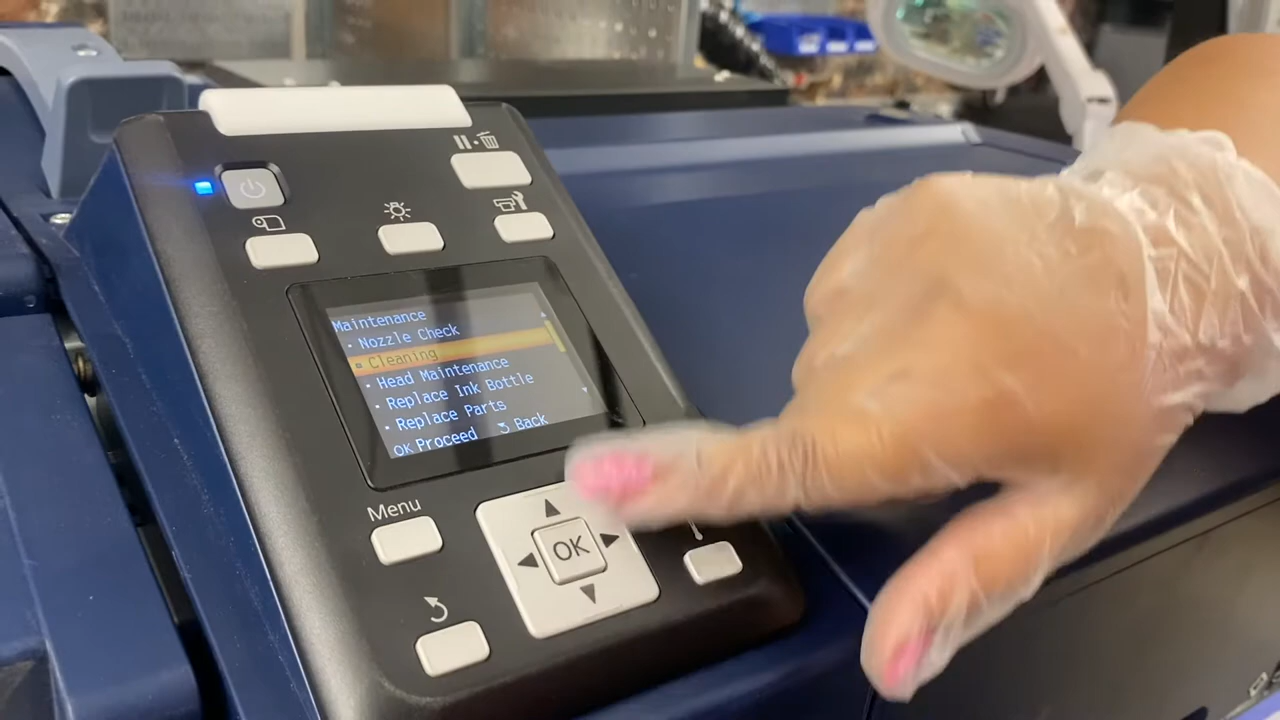 Maintenance
・Nozzle Check
▪Cleaning
・Head Maintenance
・Replace Ink Bottle
・Replace Parts
OK Proceed Back
Menu
OK